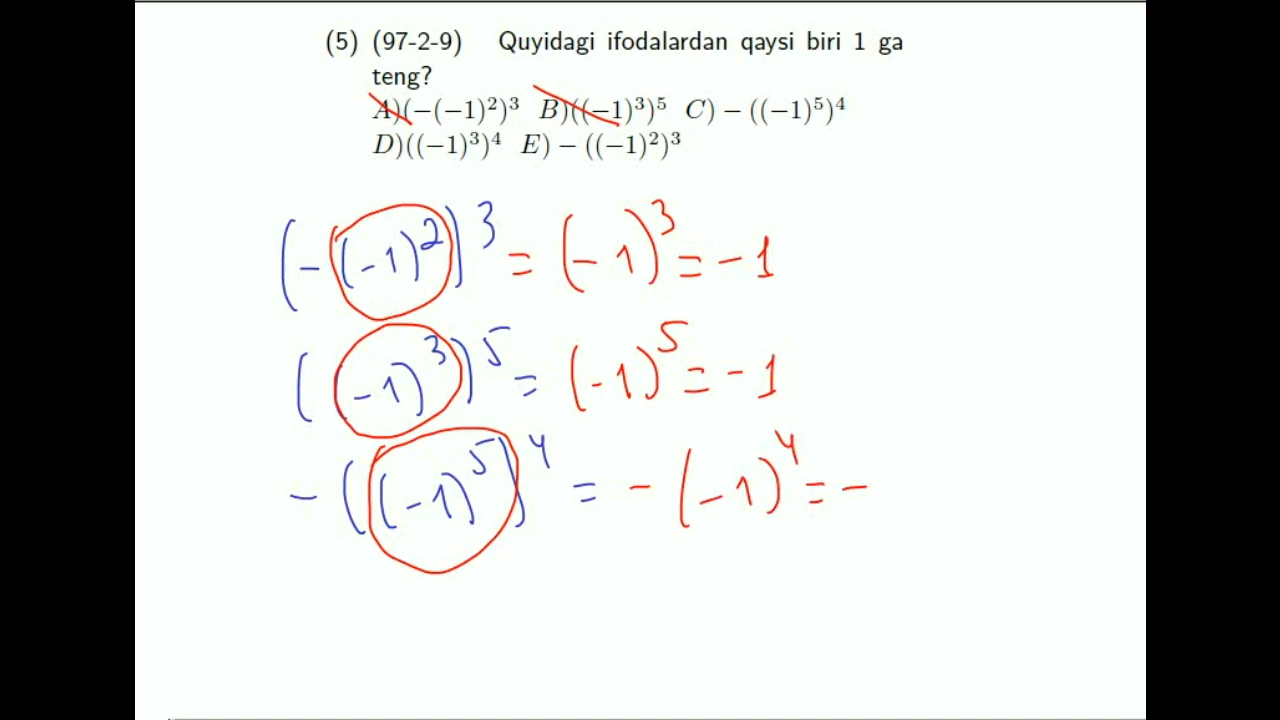 (5) (97-2-9) Quyidagi ifodalardan qaysi biri 1 ga
teng?
A)(−(−1)²)³ B)((−1)³)⁵ C) − ((−1)⁵)⁴
D)((−1)³)⁴ E) − ((−1)²)³
(−(−1)²)³ = (−1)³ = −1
((−1)³)⁵ = (−1)⁵ = −1
−((−1)⁵)⁴ = −(−1)⁴ = −